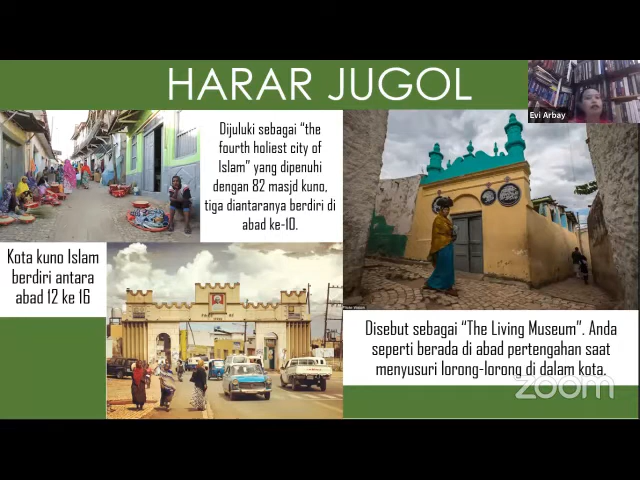 HARAR JUGOL
Evi Arbay
Dijuluki sebagai “the
fourth holiest city of
Islam” yang dipenuhi
dengan 82 masjd kuno,
tiga diantaranya berdiri di
abad ke-10.
Kota kuno Islam
berdiri antara
abad 12 ke 16
Disebut sebagai “The Living Museum”. Anda
seperti berada di abad pertengahan saat
menyusuri lorong-lorong di dalam kota.
zoom